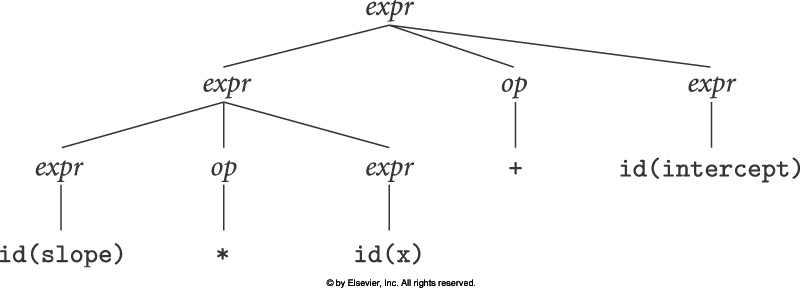 expr
expr op expr
expr op expr + id(intercept)
id(slope) * id(x)
© by Elsevier, Inc. All rights reserved.